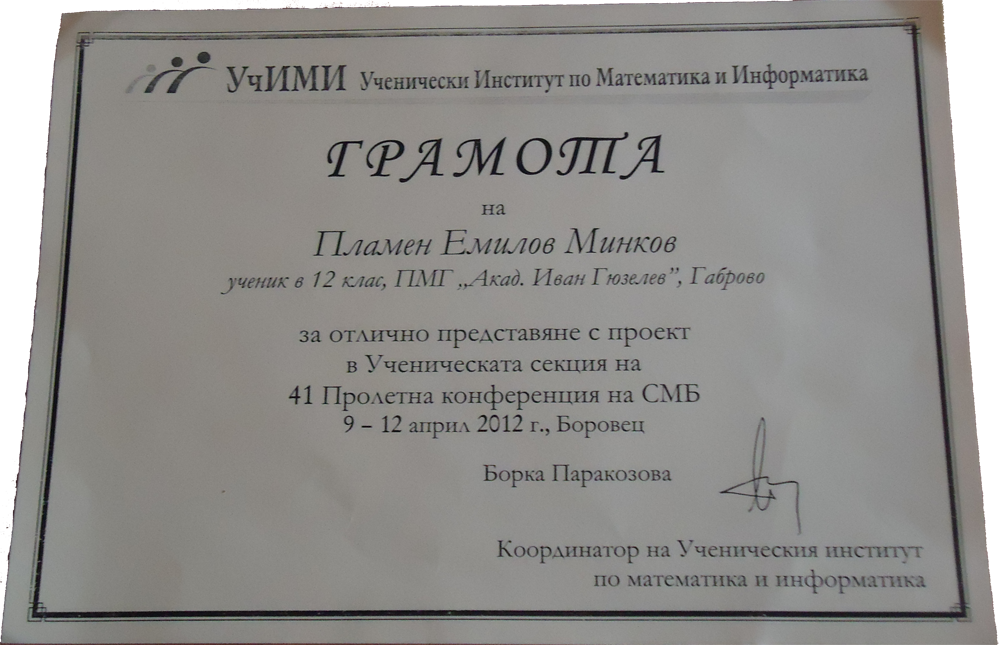 УчИМИ Ученически Институт по Математика и Информатика
ГРАМОТА
на
Пламен Емилов Минков
ученик в 12 клас, ПМГ „Акад. Иван Гюзелев”, Габрово
за отлично представяне с проект
в Ученическата секция на
41 Пролетна конференция на СМБ
9 – 12 април 2012 г., Боровец
Борка Паракозова
Координатор на Ученическия институт
по математика и информатика